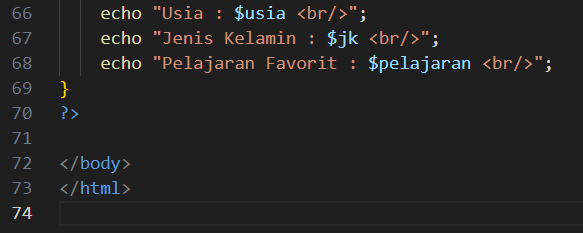 66 echo "Usia : $usia <br/>";
67 echo "Jenis Kelamin : $jk <br/>";
68 echo "Pelajaran Favorit : $pelajaran <br/>";
69 }
70 ?>
71
72 </body>
73 </html>
74